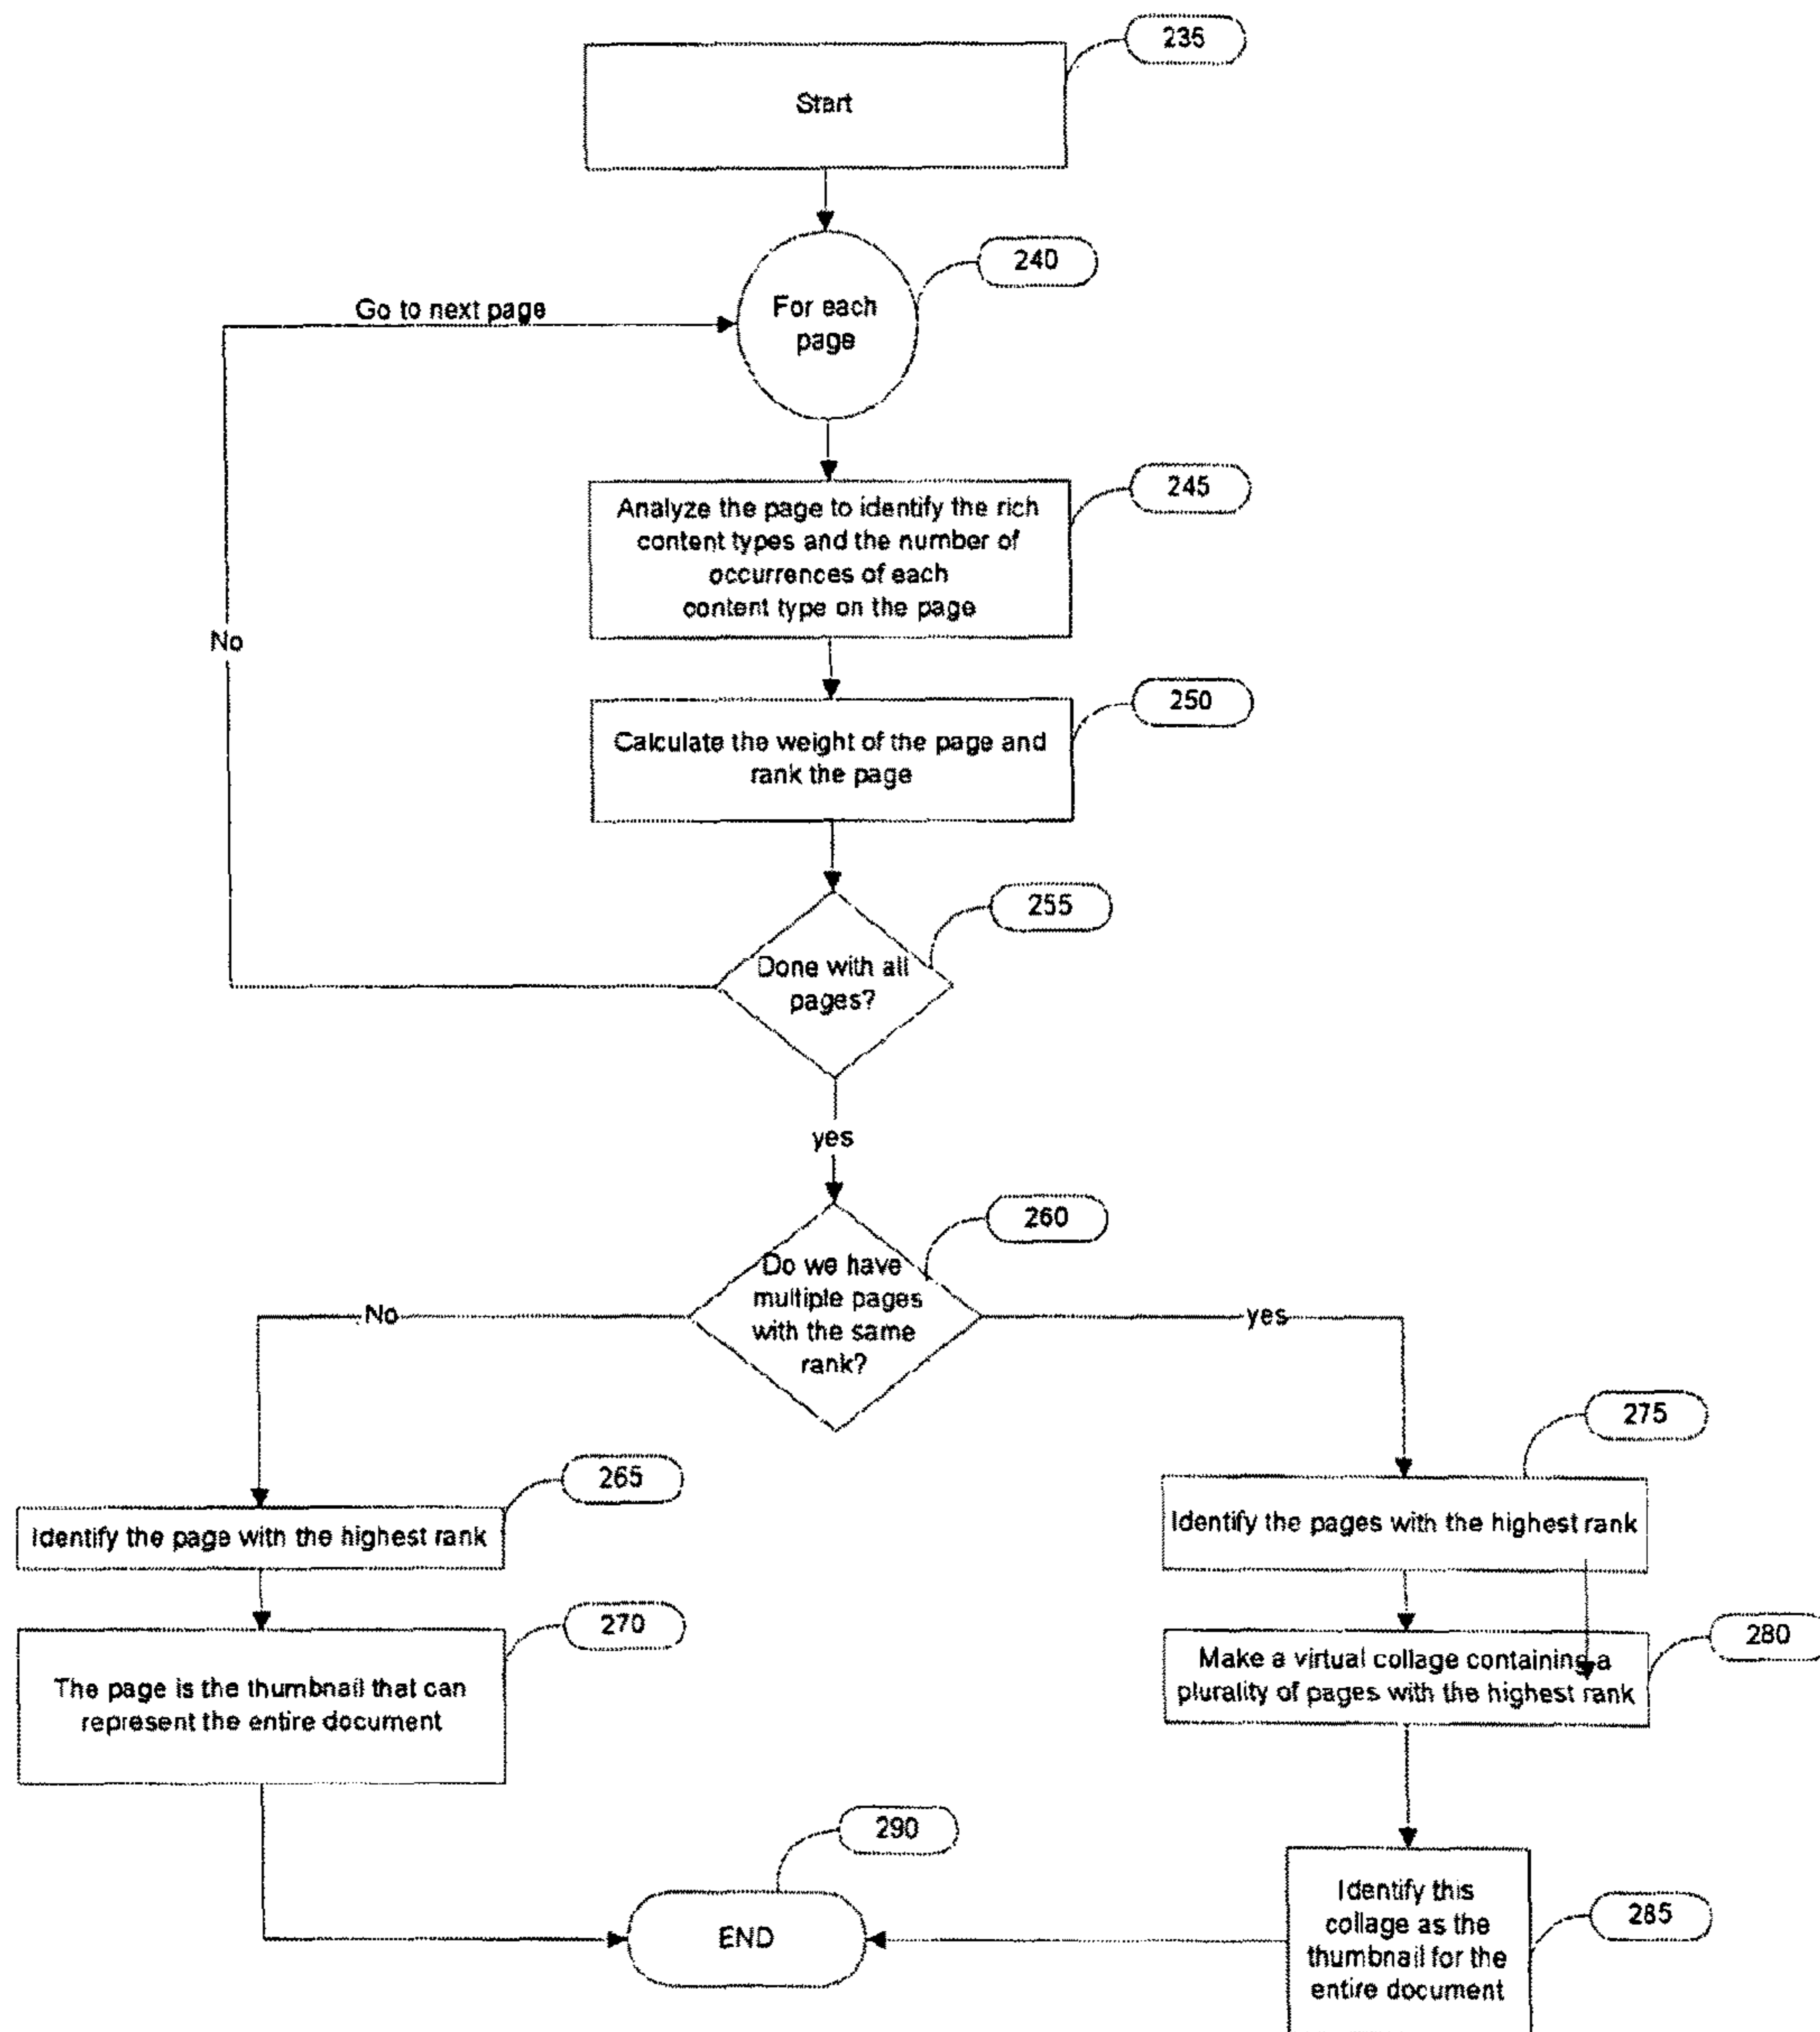 236
Start
240
For each
page
Go to next page
245
Analyze the page to identify the rich
content types and the number of
occurrences of each
content type on the page
No
250
Calculate the weight of the page and
rank the page
255
Done with all
pages?
yes
260
Do we have
multiple pages
with the same
rank?
No
yes
275
265
Identify the page with the highest rank
Identify the pages with the highest rank
270
280
The page is the thumbnail that can
represent the entire document
Make a virtual collage containing a
plurality of pages with the highest rank
290
END
285
Identify this
collage as the
thumbnail for the
entire document